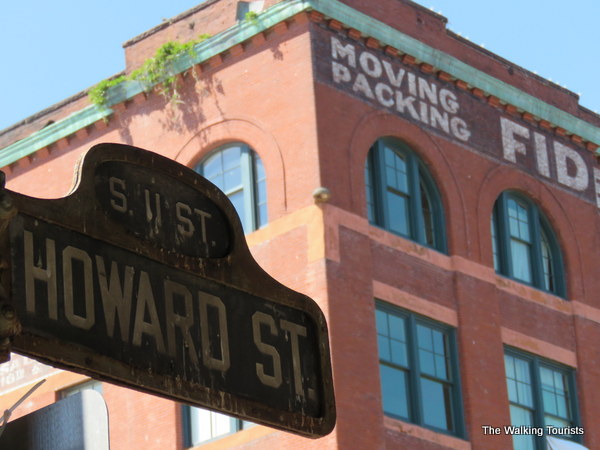 MOVING
PACKING
FID
S. 11 ST.
HOWARD ST.
The Walking Tourists